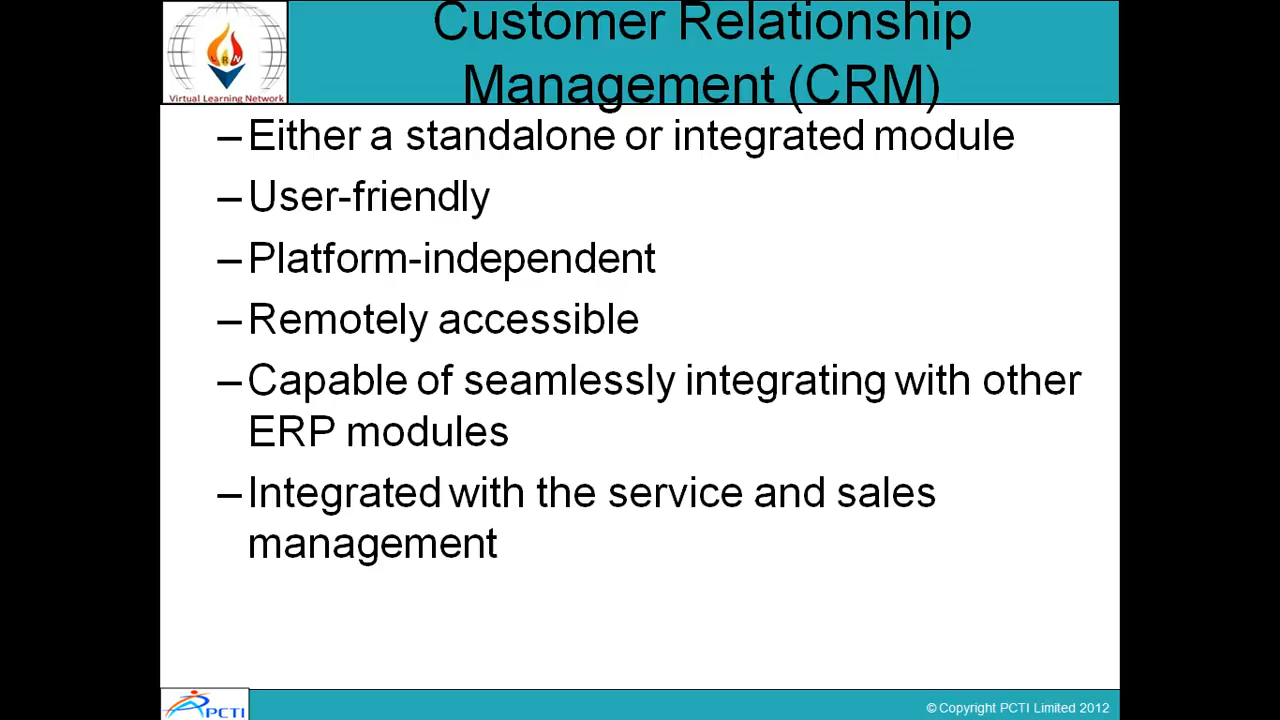 Customer Relationship
Management (CRM)
LRN
Virtual Learning Network
–Either a standalone or integrated module
–User-friendly
–Platform-independent
–Remotely accessible
–Capable of seamlessly integrating with other
ERP modules
–Integrated with the service and sales
management
PCTI
© Copyright PCTI Limited 2012